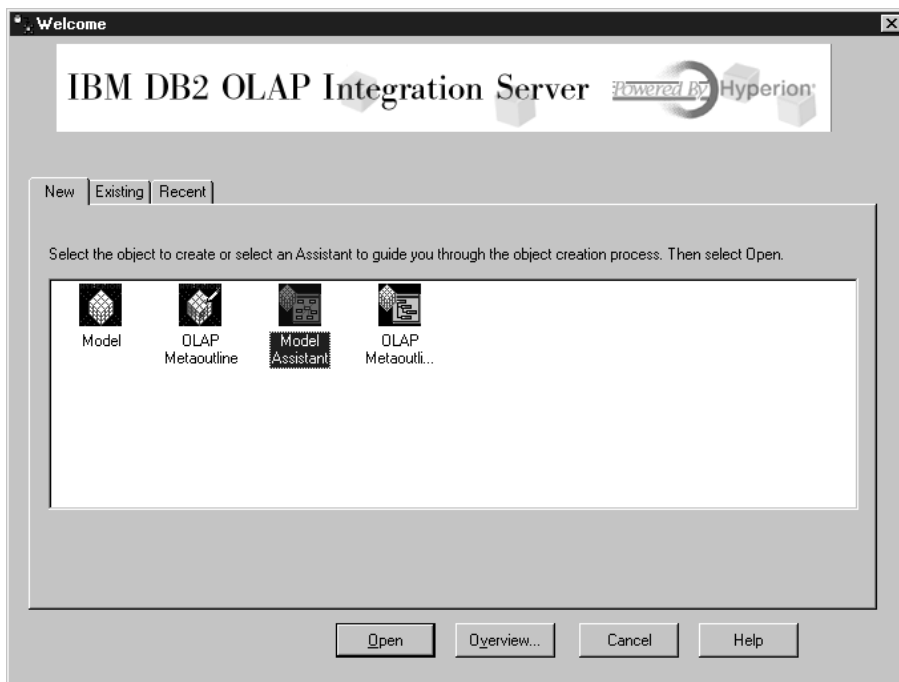 Welcome
IBM DB2 OLAP Integration Server Powered By Hyperion
New Existing Recent
Select the object to create or select an Assistant to guide you through the object creation process. Then select Open.
Model
OLAP
Metaoutline
Model
Assistant
OLAP
Metaoutli...
Open Overview... Cancel Help